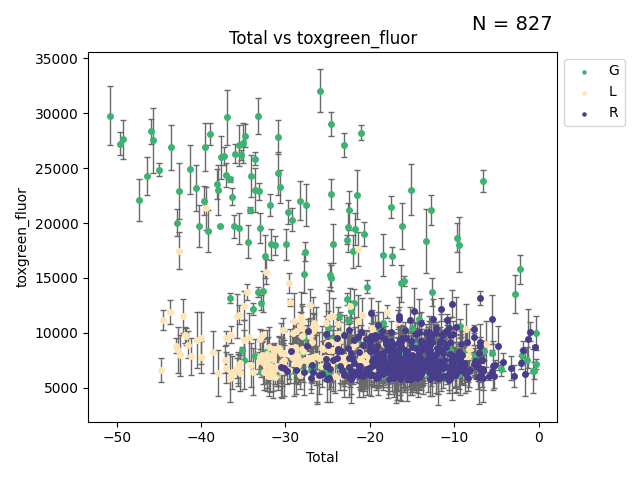 N = 827
Total vs toxgreen_fluor
35000
30000
25000
20000
15000
10000
5000
toxgreen_fluor
−50
−40
−30
−20
−10
0
Total
G
L
R